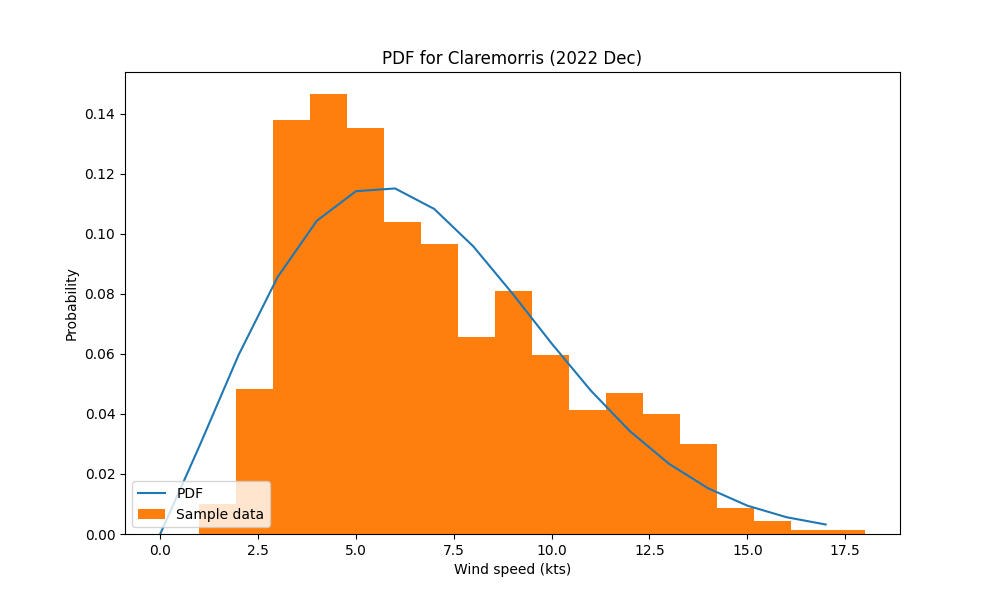 PDF for Claremorris (2022 Dec)
Probability
0.14
0.12
0.10
0.08
0.06
0.04
0.02
0.00
PDF
Sample data
0.0 2.5 5.0 7.5 10.0 12.5 15.0 17.5
Wind speed (kts)